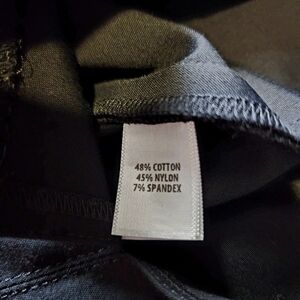 48% COTTON
45% NYLON
7% SPANDEX